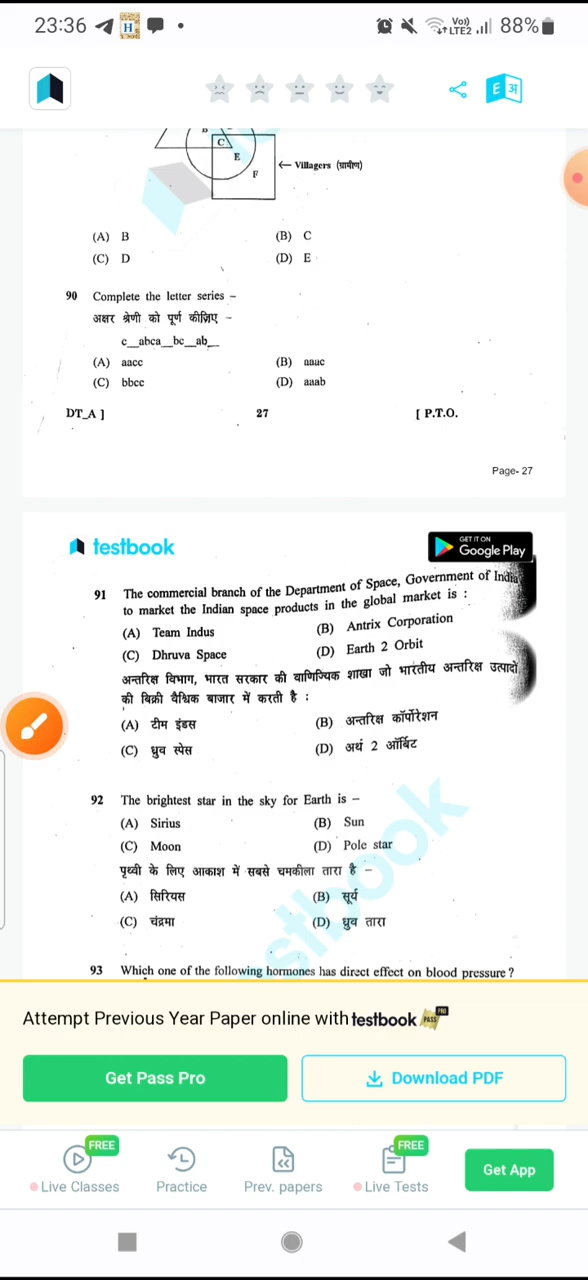 23:36 H Vo)) LTE2 88%
E अ
B
C
E
F
← Villagers (ग्रामीण)
(A) B (B) C
(C) D (D) E
90 Complete the letter series –
अक्षर श्रेणी को पूर्ण कीजिए –
c__abca__bc__ab__
(A) aacc (B) aaac
(C) bbcc (D) aaab
DT_A ] 27 [ P.T.O.
Page- 27
testbook
GET IT ON
Google Play
91 The commercial branch of the Department of Space, Government of India
to market the Indian space products in the global market is :
(A) Team Indus (B) Antrix Corporation
(C) Dhruva Space (D) Earth 2 Orbit
अन्तरिक्ष विभाग, भारत सरकार की वाणिज्यिक शाखा जो भारतीय अन्तरिक्ष उत्पादों
की बिक्री वैश्विक बाजार में करती है :
(A) टीम इंडस (B) अन्तरिक्ष कॉर्पोरेशन
(C) ध्रुव स्पेस (D) अर्थ 2 ऑर्बिट
92 The brightest star in the sky for Earth is –
(A) Sirius (B) Sun
(C) Moon (D) Pole star
पृथ्वी के लिए आकाश में सबसे चमकीला तारा है –
(A) सिरियस (B) सूर्य
(C) चंद्रमा (D) ध्रुव तारा
93 Which one of the following hormones has direct effect on blood pressure ?
Attempt Previous Year Paper online with testbook PASS PRO
Get Pass Pro
Download PDF
FREE FREE
Live Classes Practice Prev. papers Live Tests
Get App